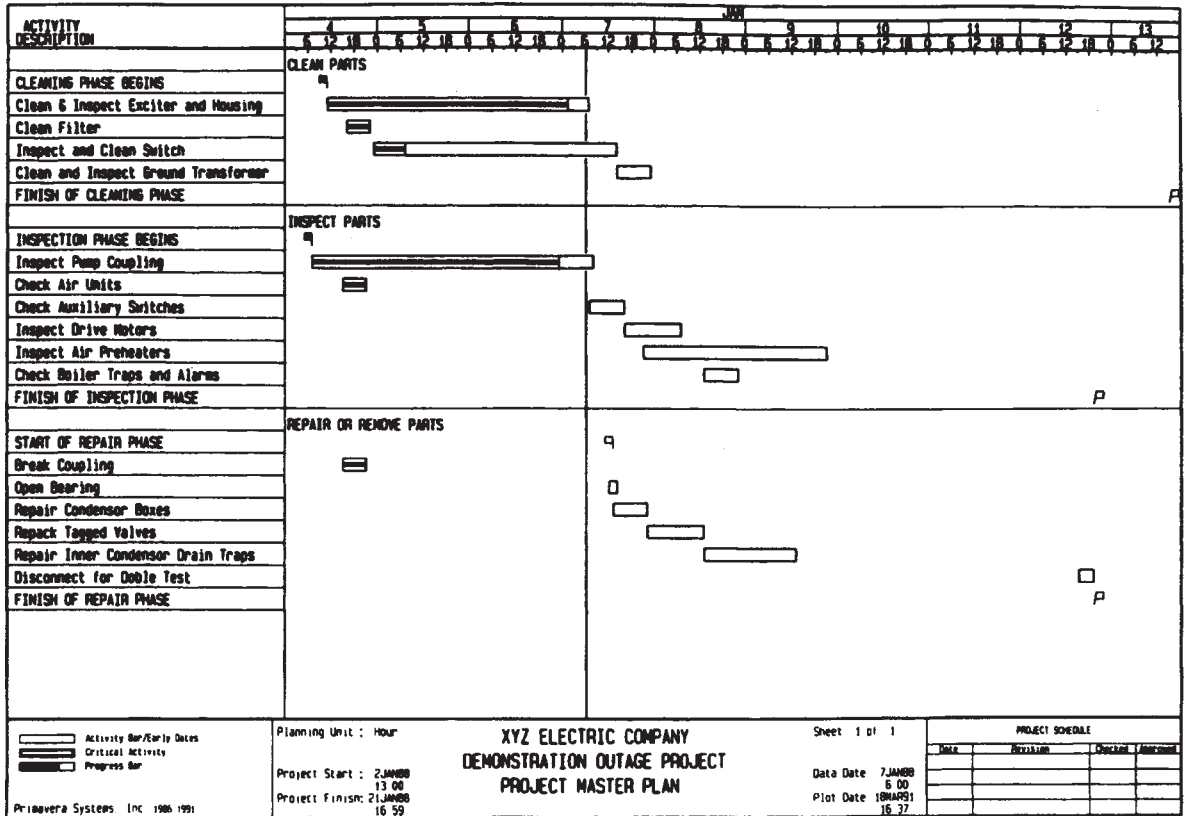 JAN
ACTIVITY
DESCRIPTION
4 5 6 7 8 9 10 11 12 13
6 12 18 0 6 12 18 0 6 12 18 0 6 12 18 0 6 12 18 0 6 12 18 0 6 12 18 0 6 12 18 0 6 12 18 0 6 12
CLEAN PARTS
CLEANING PHASE BEGINS
Clean & Inspect Exciter and Housing
Clean Filter
Inspect and Clean Switch
Clean and Inspect Ground Transformer
FINISH OF CLEANING PHASE
INSPECT PARTS
INSPECTION PHASE BEGINS
Inspect Pump Coupling
Check Air Units
Check Auxiliary Switches
Inspect Drive Motors
Inspect Air Preheaters
Check Boiler Traps and Alarms
FINISH OF INSPECTION PHASE
REPAIR OR REMOVE PARTS
START OF REPAIR PHASE
Break Coupling
Open Bearing
Repair Condensor Boxes
Repack Tagged Valves
Repair Inner Condensor Drain Traps
Disconnect for Doble Test
FINISH OF REPAIR PHASE
Activity Bar/Early Dates
Critical Activity
Progress Bar
Primavera Systems, Inc 1986 1991
Planning Unit : Hour
Project Start : 2JAN88
13 00
Project Finish: 21JAN88
16 59
XYZ ELECTRIC COMPANY
DEMONSTRATION OUTAGE PROJECT
PROJECT MASTER PLAN
Sheet 1 of 1
Data Date 7JAN88
6 00
Plot Date 18MAR91
16 37
PROJECT SCHEDULE
Date Revision Checked Approved